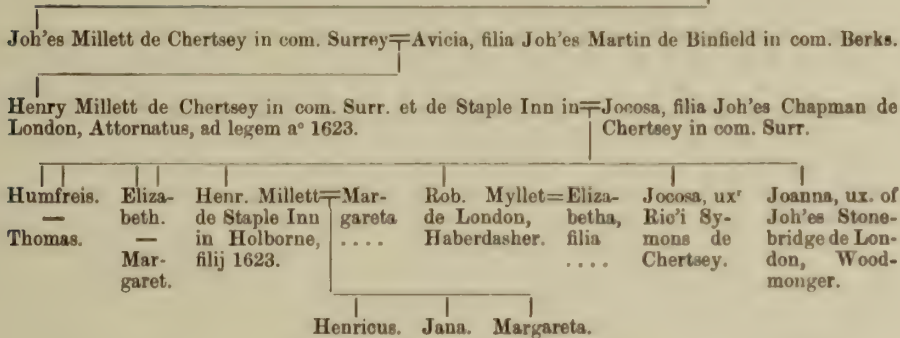 Joh'es Millett de Chertsey in com. Surrey=Avicia, filia Joh'es Martin de Binfield in com. Berks.
Henry Millett de Chertsey in com. Surr. et de Staple Inn in=Jocosa, filia Joh'es Chapman de
London, Attornatus, ad legem a° 1623.
Chertsey in com. Surr.
Humfreis.
—
Thomas.
Eliza-
beth.
—
Mar-
garet.
Henr. Millett=Mar-
de Staple Inn
in Holborne,
filij 1623.
gareta
....
Rob. Myllet=Eliza-
de London,
Haberdasher.
betha,
filia
....
Jocosa, uxr
Ric'i Sy-
mons de
Chertsey.
Joanna, ux. of
Joh'es Stone-
bridge de Lon-
don, Wood-
monger.
Henricus. Jana. Margareta.